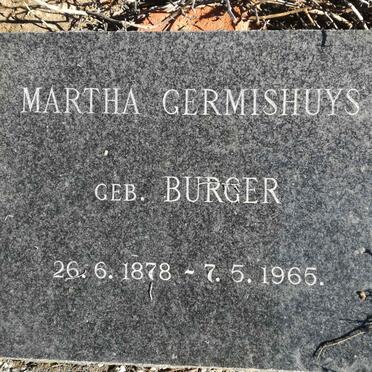 MARTHA GERMISHUYS
GEB. BURGER
26. 6. 1878 ~ 7. 5. 1965.